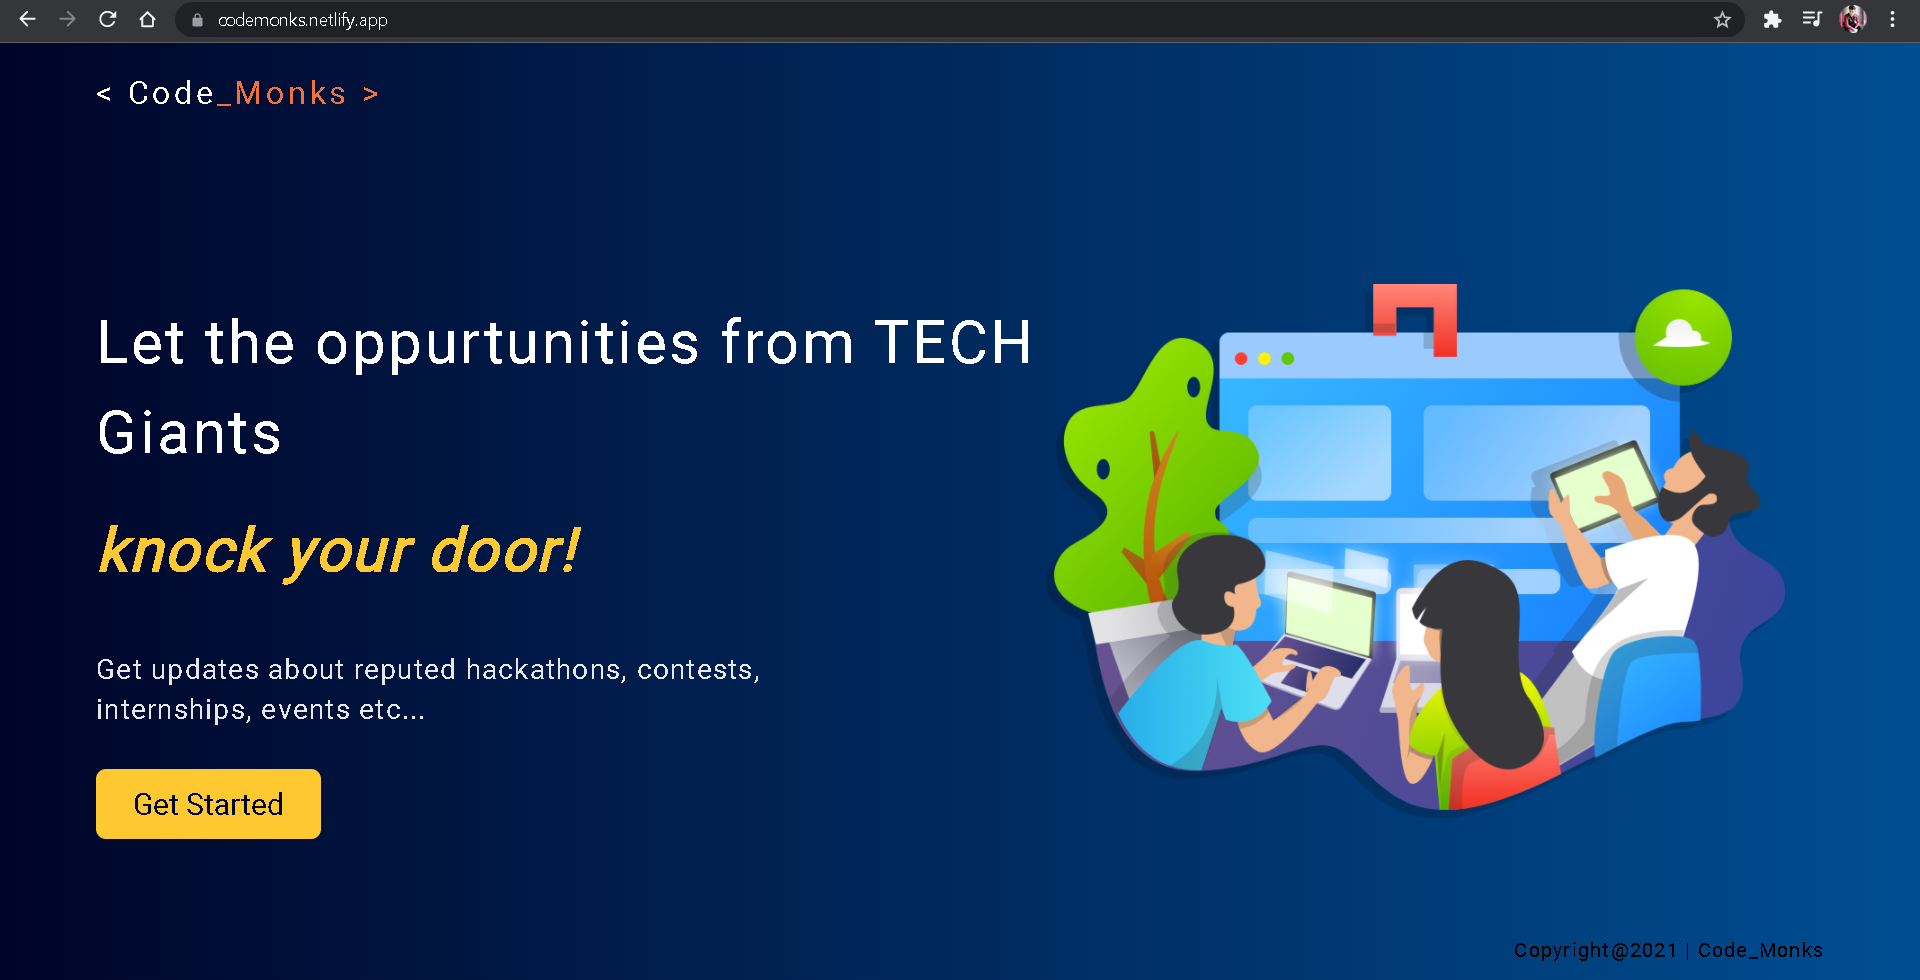 codemonks.netlify.app
< Code_Monks >
Let the oppurtunities from TECH
Giants
knock your door!
Get updates about reputed hackathons, contests,
internships, events etc...
Get Started
Copyright@2021 | Code_Monks